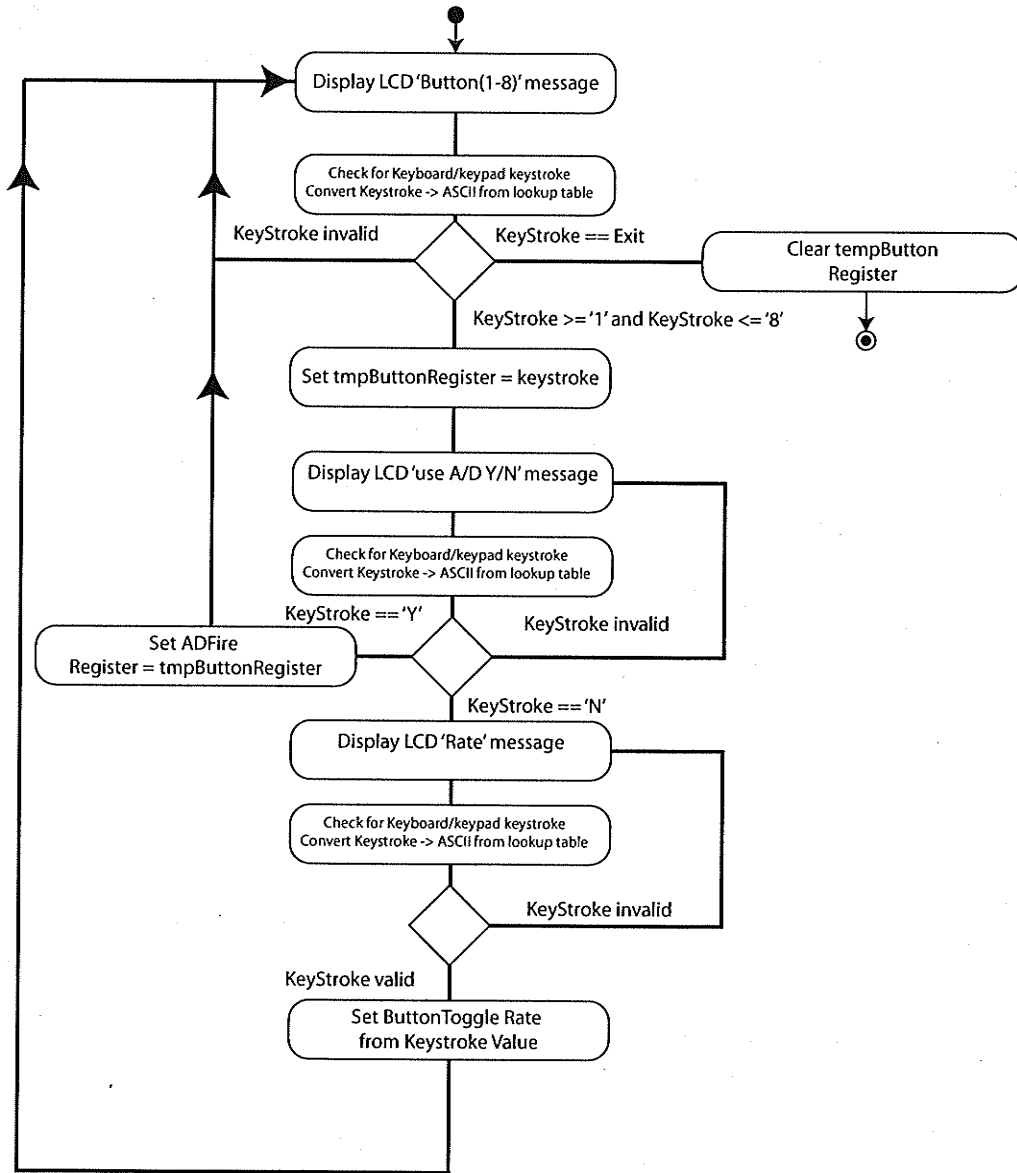 Display LCD 'Button(1-8)' message
Check for Keyboard/keypad keystroke
Convert Keystroke -> ASCII from lookup table
KeyStroke invalid
KeyStroke == Exit
Clear tempButton
Register
KeyStroke >= '1' and KeyStroke <= '8'
Set tmpButtonRegister = keystroke
Display LCD 'use A/D Y/N' message
Check for Keyboard/keypad keystroke
Convert Keystroke -> ASCII from lookup table
KeyStroke == 'Y'
KeyStroke invalid
Set ADFire
Register = tmpButtonRegister
KeyStroke == 'N'
Display LCD 'Rate' message
Check for Keyboard/keypad keystroke
Convert Keystroke -> ASCII from lookup table
KeyStroke invalid
KeyStroke valid
Set ButtonToggle Rate
from Keystroke Value